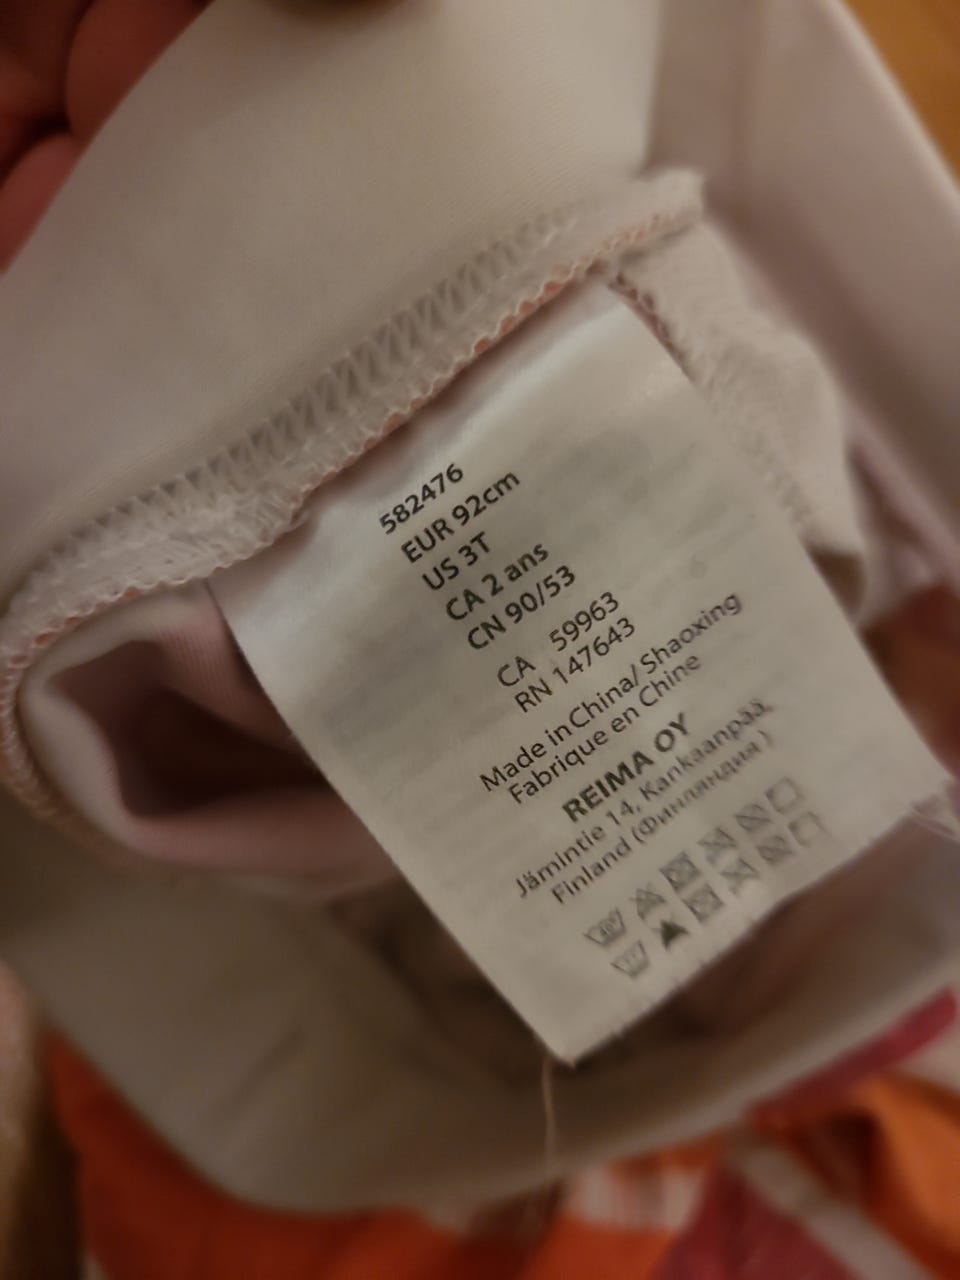 582476
EUR 92cm
US 3T
CA 2 ans
CN 90/53
CA 59963
RN 147643
Made in China/ Shaoxing
Fabrique en Chine
REIMA OY
Jämintie 14, Kankaanpää,
Finland (Финляндия)